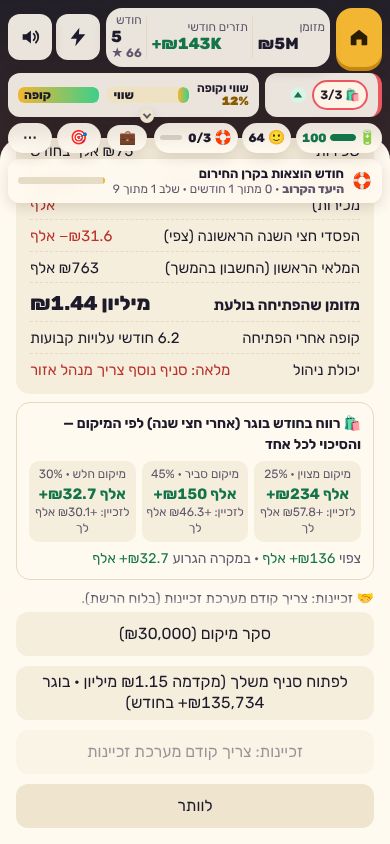 מזומן
₪5M
תזרים חודשי
+₪143K
חודש
5
★ 66
3/3
שווי וקופה
12%
שווי
קופה
100
64
0/3
...
חודש הוצאות בקרן החירום
היעד הקרוב · 0 מתוך 1 חודשים · שלב 1 מתוך 9
מכירות)
אלף
הפסדי חצי השנה הראשונה (צפי)
−₪31.6 אלף
המלאי הראשון (החשבון בהמשך)
₪763 אלף
מזומן שהפתיחה בולעת
₪1.44 מיליון
קופה אחרי הפתיחה
6.2 חודשי עלויות קבועות
יכולת ניהול
מלאה: סניף נוסף צריך מנהל אזור
רווח בחודש בוגר (אחרי חצי שנה) לפי המיקום —
והסיכוי לכל אחד
מיקום מצוין · 25%
+₪234 אלף
לזכיין: +₪57.8 אלף
לך
מיקום סביר · 45%
+₪150 אלף
לזכיין: +₪46.3 אלף
לך
מיקום חלש · 30%
+₪32.7 אלף
לזכיין: +₪30.1 אלף
לך
צפוי +₪136 אלף · במקרה הגרוע +₪32.7 אלף
זכיינות: צריך קודם מערכת זכיינות (בלוח הרשת).
סקר מיקום (₪30,000)
לפתוח סניף משלך (מקדמה ₪1.15 מיליון · בוגר
+₪135,734 בחודש)
זכיינות: צריך קודם מערכת זכיינות
לוותר